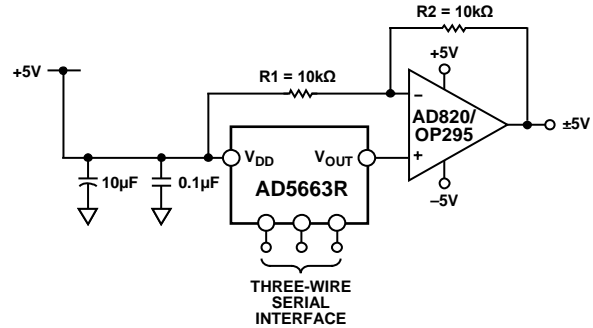 R2 = 10kΩ
+5V
R1 = 10kΩ
+5V
–
AD820/
OP295
±5V
+
–5V
VDD
VOUT
AD5663R
10µF
0.1µF
THREE-WIRE
SERIAL
INTERFACE